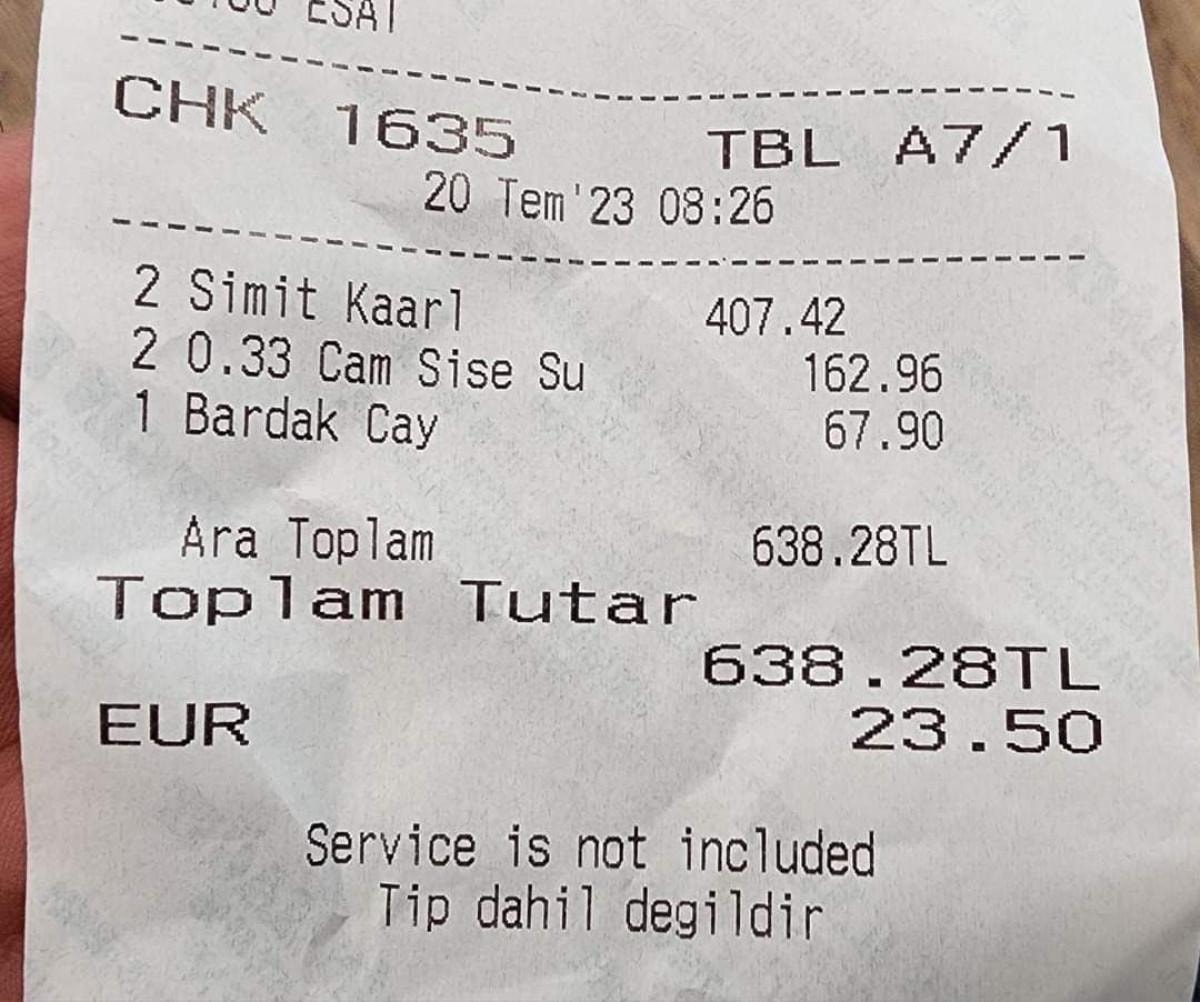 ESAT
CHK 1635 TBL A7/1
20 Tem'23 08:26
2 Simit Kaarl 407.42
2 0.33 Cam Sise Su 162.96
1 Bardak Cay 67.90
Ara Toplam 638.28TL
Toplam Tutar
638.28TL
EUR 23.50
Service is not included
Tip dahil degildir